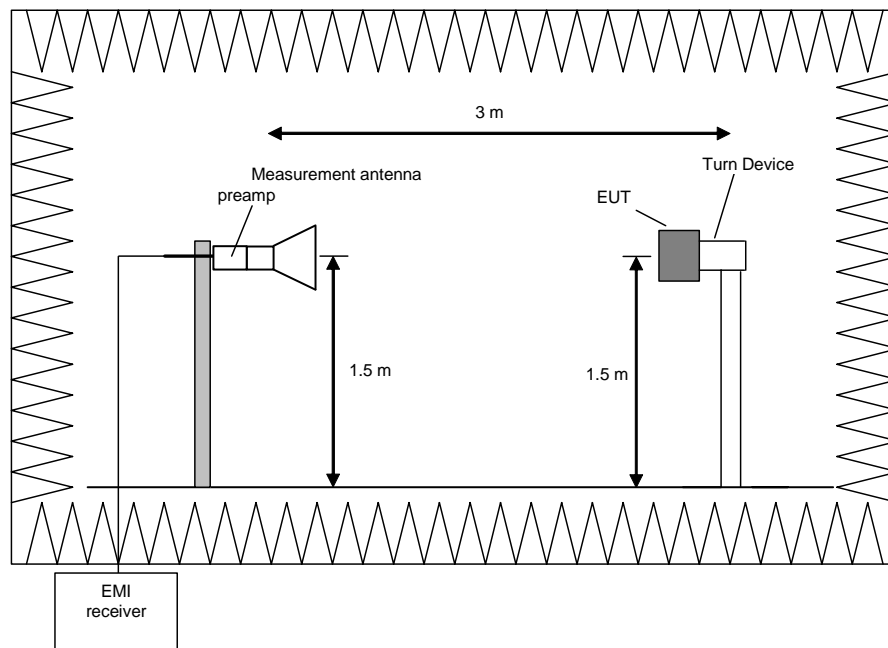 3 m
Measurement antenna
preamp
Turn Device
EUT
1.5 m
1.5 m
EMI
receiver